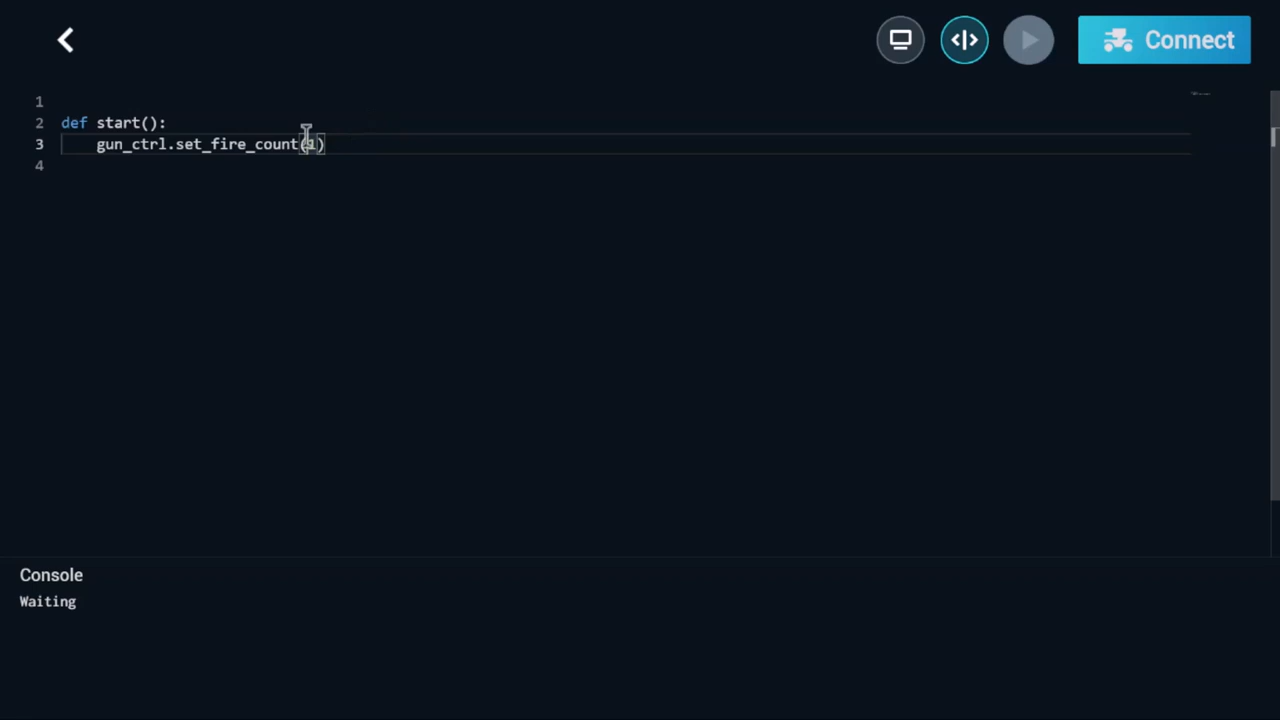 Connect
1
2 def start():
3 gun_ctrl.set_fire_count(1)
4
Console
Waiting